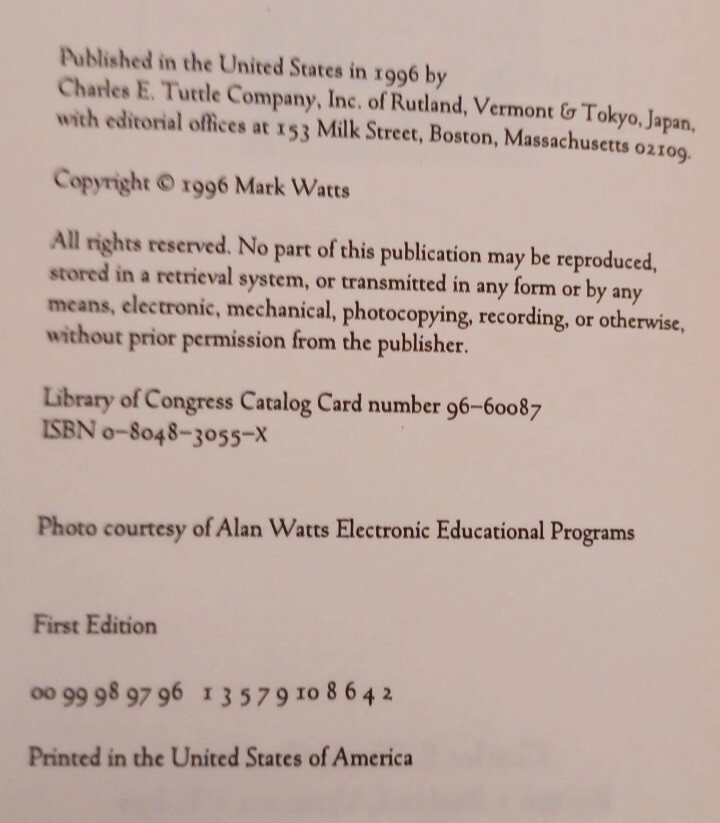 Published in the United States in 1996 by
Charles E. Tuttle Company, Inc. of Rutland, Vermont & Tokyo, Japan,
with editorial offices at 153 Milk Street, Boston, Massachusetts 02109.
Copyright © 1996 Mark Watts
All rights reserved. No part of this publication may be reproduced,
stored in a retrieval system, or transmitted in any form or by any
means, electronic, mechanical, photocopying, recording, or otherwise,
without prior permission from the publisher.
Library of Congress Catalog Card number 96–60087
ISBN 0–8048–3055–X
Photo courtesy of Alan Watts Electronic Educational Programs
First Edition
00 99 98 97 96 1 3 5 7 9 10 8 6 4 2
Printed in the United States of America